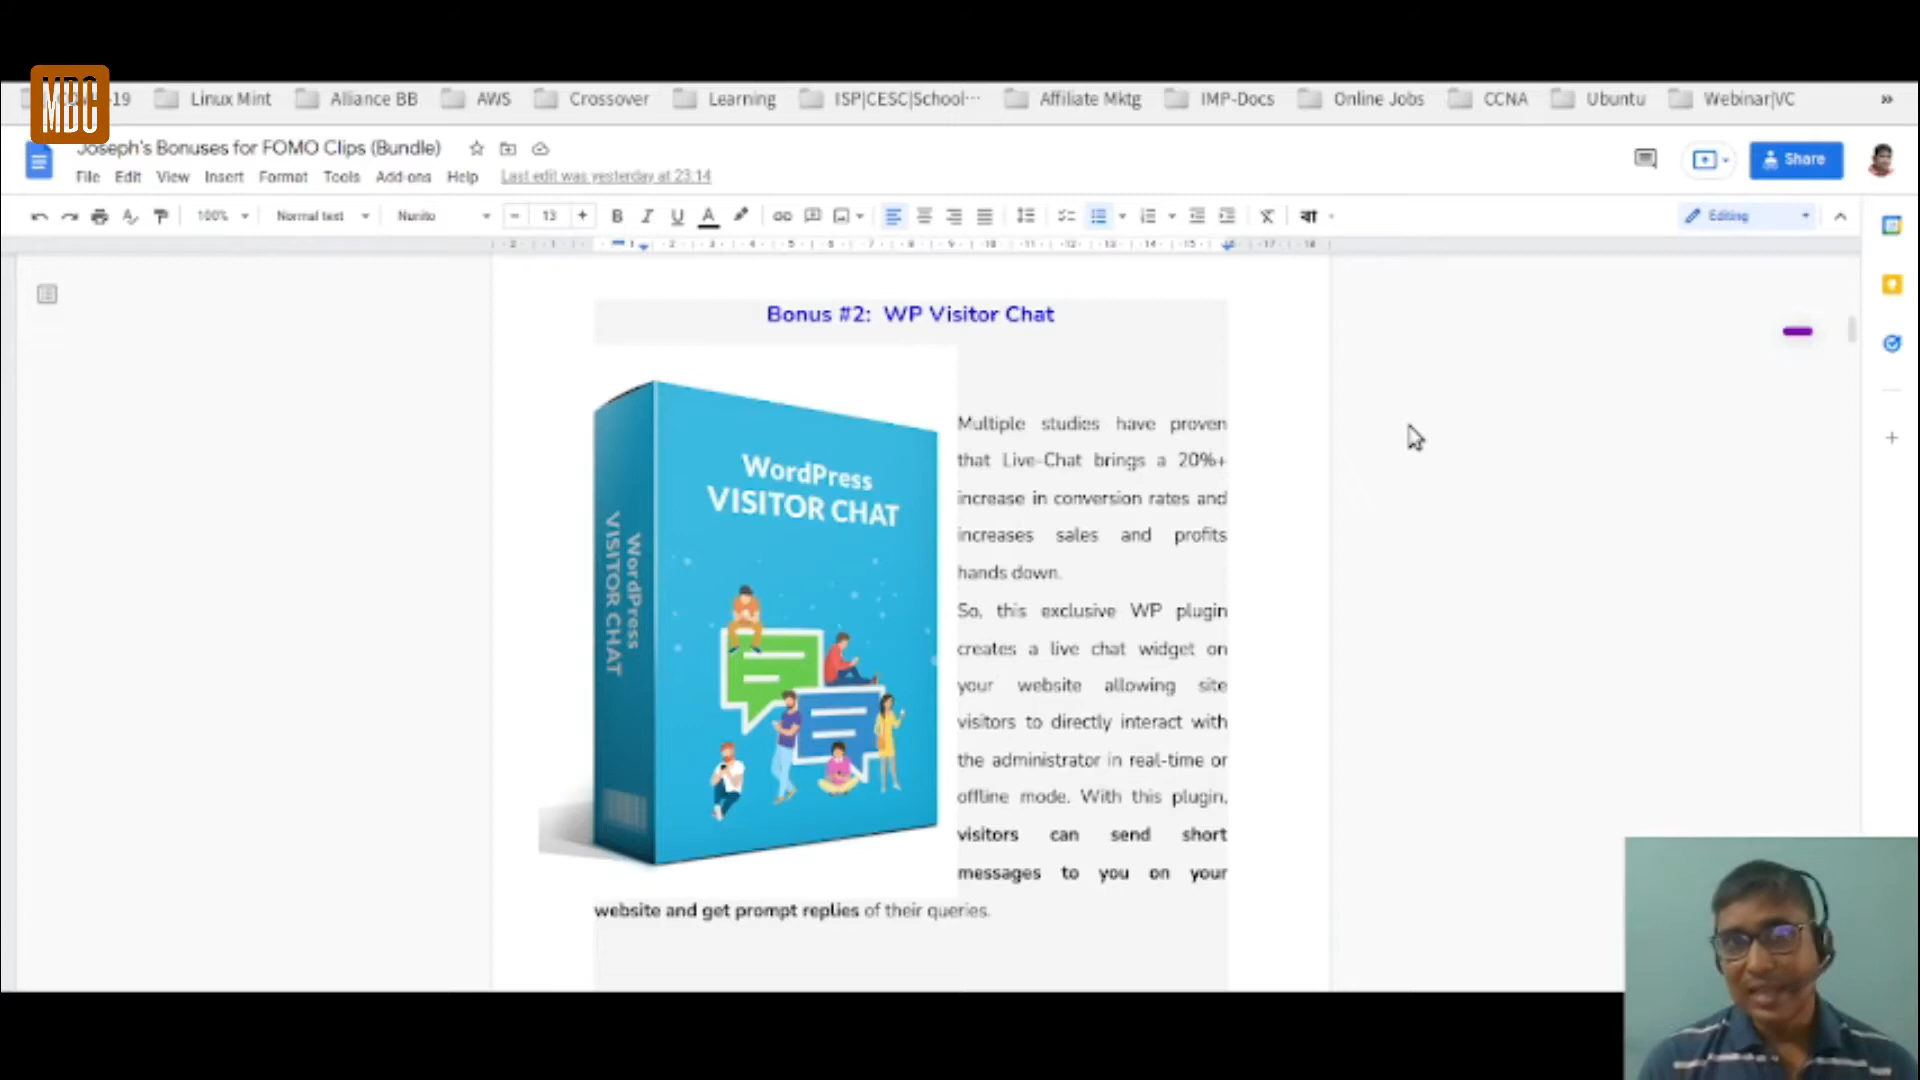 MBC
19
Linux Mint
Alliance BB
AWS
Crossover
Learning
ISP|CESC|School···
Affiliate Mktg
IMP-Docs
Online Jobs
CCNA
Ubuntu
Webinar|VC
»
Joseph's Bonuses for FOMO Clips (Bundle)
File Edit View Insert Format Tools Add-ons Help Last edit was yesterday at 23:14
Share
100% Normal text Nunito − 13 + B I U A
Editing
Bonus #2: WP Visitor Chat
WordPress
VISITOR CHAT
WordPress
VISITOR CHAT
Multiple studies have proven
that Live-Chat brings a 20%+
increase in conversion rates and
increases sales and profits
hands down.
So, this exclusive WP plugin
creates a live chat widget on
your website allowing site
visitors to directly interact with
the administrator in real-time or
offline mode. With this plugin,
visitors can send short
messages to you on your
website and get prompt replies of their queries.